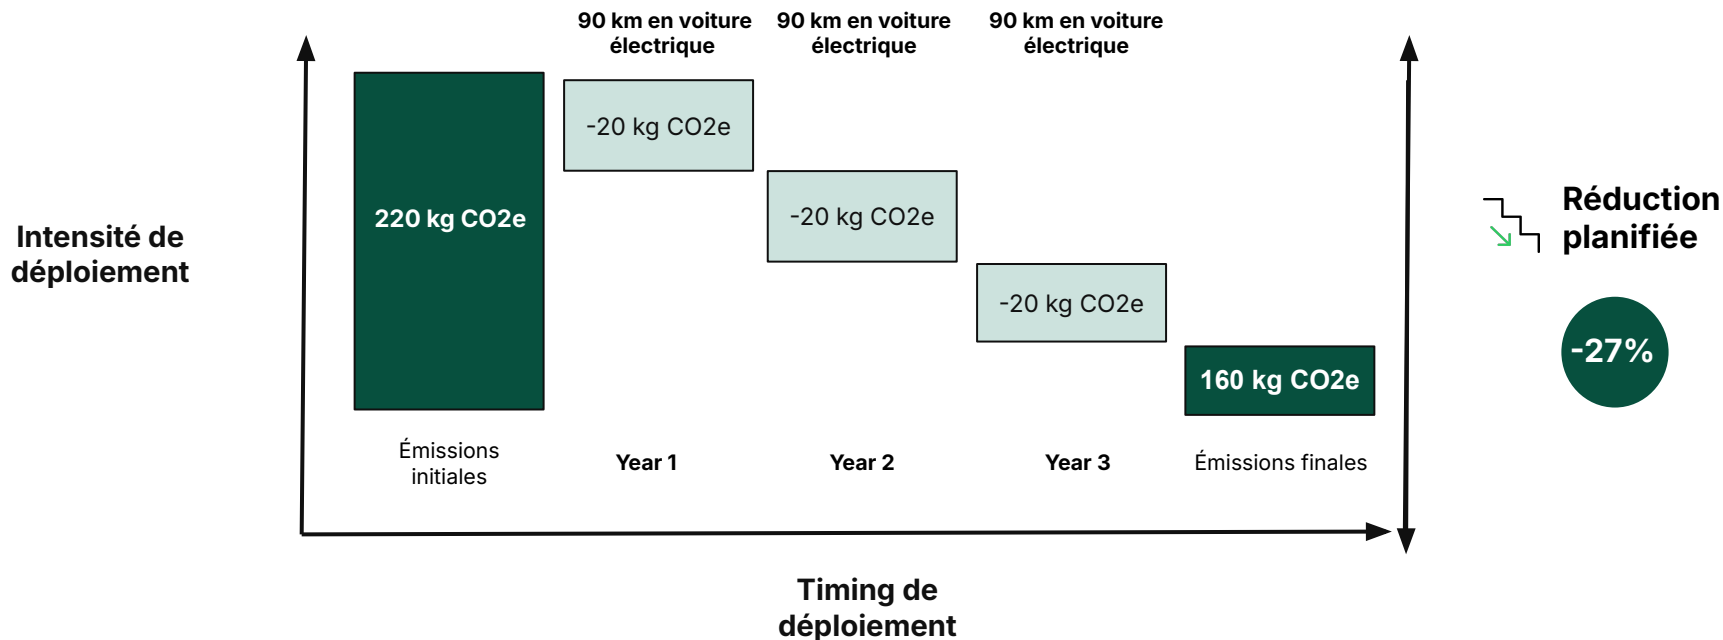 90 km en voiture
électrique
90 km en voiture
électrique
90 km en voiture
électrique
-20 kg CO2e
220 kg CO2e
-20 kg CO2e
-20 kg CO2e
160 kg CO2e
Intensité de
déploiement
Réduction
planifiée
-27%
Émissions
initiales
Year 1
Year 2
Year 3
Émissions finales
Timing de
déploiement